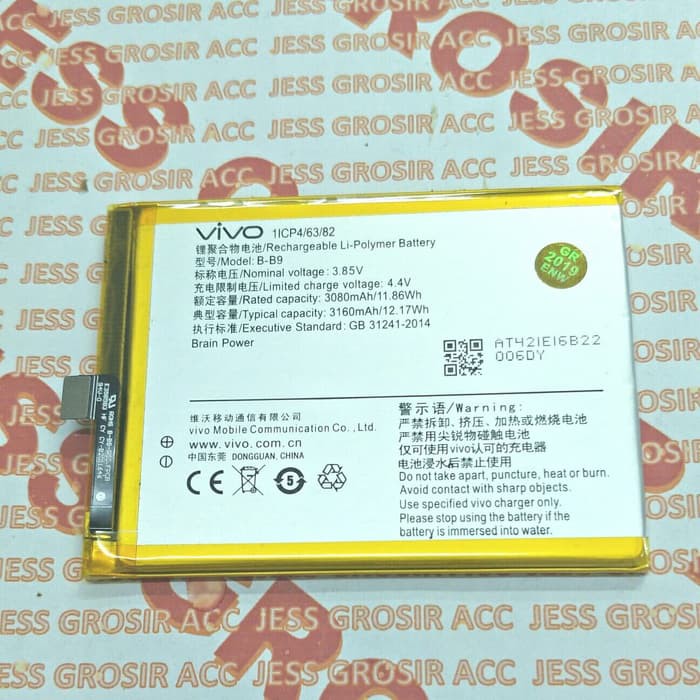 JESS GROSIR ACC
vivo 1ICP4/63/82
锂聚合物电池/Rechargeable Li-Polymer Battery
型号/Model: B-B9
标称电压/Nominal voltage: 3.85V
充电限制电压/Limited charge voltage: 4.4V
额定容量/Rated capacity: 3080mAh/11.86Wh
典型容量/Typical capacity: 3160mAh/12.17Wh
执行标准/Executive Standard: GB 31241-2014
Brain Power
GR
2019
ENW
AT421E16B22
006DY
维沃移动通信有限公司
vivo Mobile Communication Co. ,Ltd.
www.vivo.com.cn
中国东莞 DONGGUAN, CHINA
CE
5
警示语/Warning:
严禁拆卸、挤压、加热或燃烧电池
严禁用尖锐物碰触电池
仅可使用vivo认可的充电器
电池浸水后禁止使用
Do not take apart, puncture, heat or burn.
Avoid contact with sharp objects.
Use specified vivo charger only.
Please stop using the battery if the
battery is immersed into water.